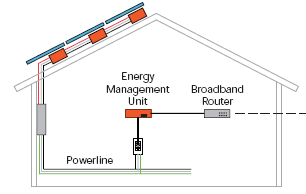 Energy
Management
Unit
Broadband
Router
Powerline